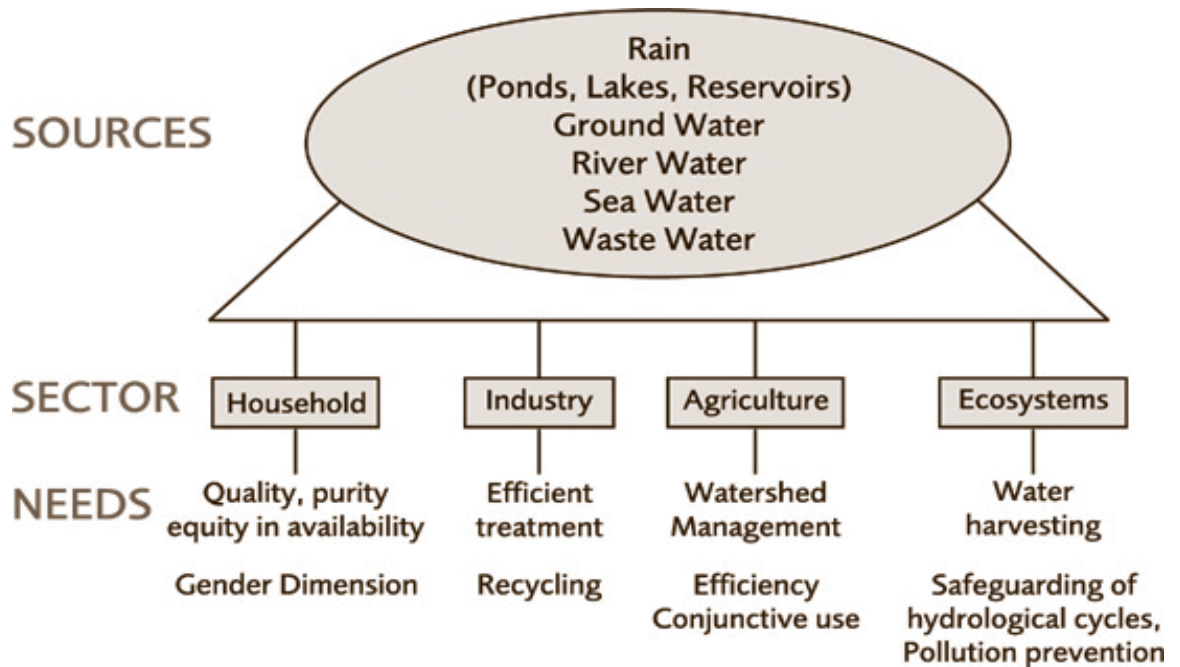 SOURCES
Rain
(Ponds, Lakes, Reservoirs)
Ground Water
River Water
Sea Water
Waste Water
SECTOR
Household
Industry
Agriculture
Ecosystems
NEEDS
Quality, purity
equity in availability
Gender Dimension
Efficient
treatment
Recycling
Watershed
Management
Efficiency
Conjunctive use
Water
harvesting
Safeguarding of
hydrological cycles,
Pollution prevention